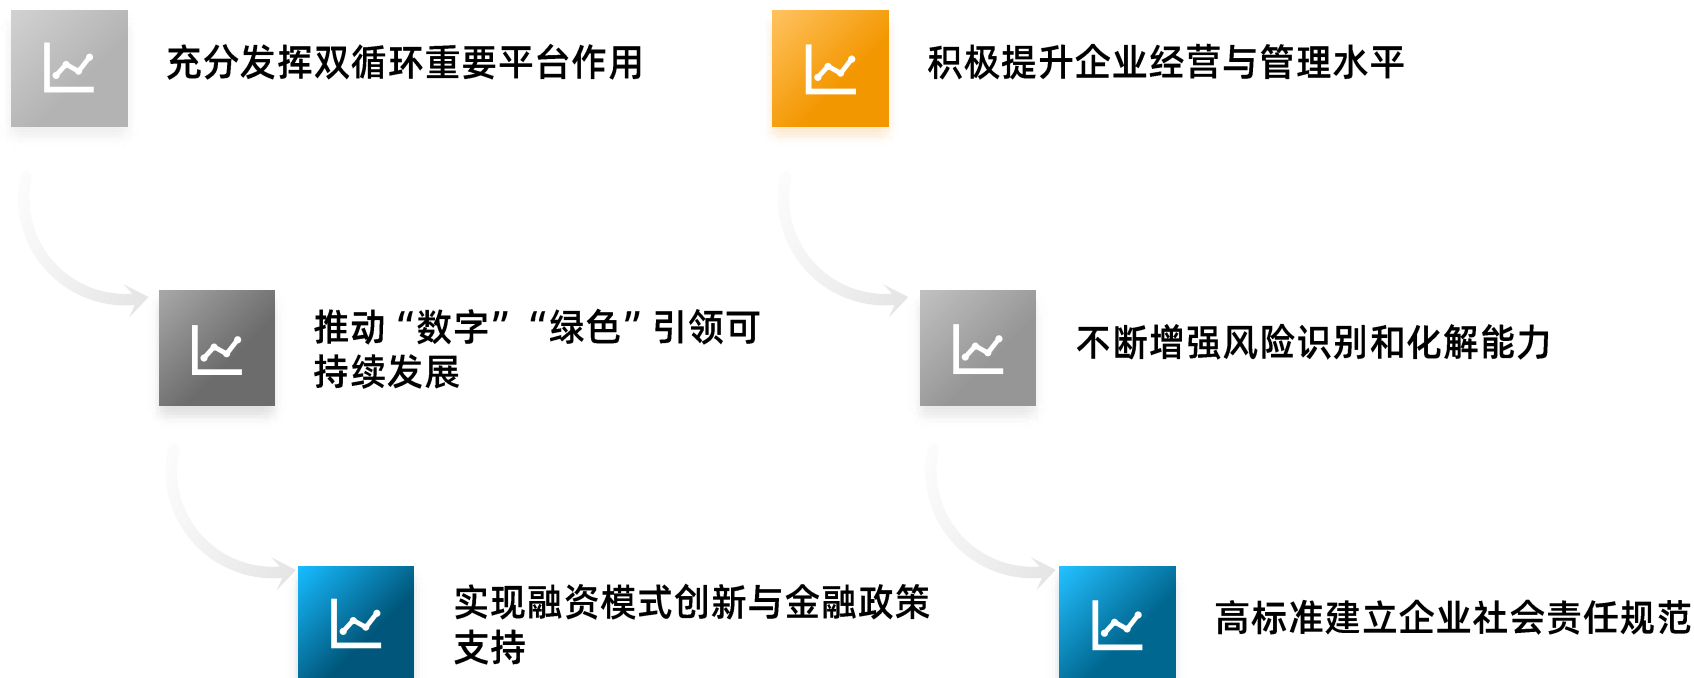 充分发挥双循环重要平台作用
推动“数字”“绿色”引领可
持续发展
实现融资模式创新与金融政策
支持
积极提升企业经营与管理水平
不断增强风险识别和化解能力
高标准建立企业社会责任规范